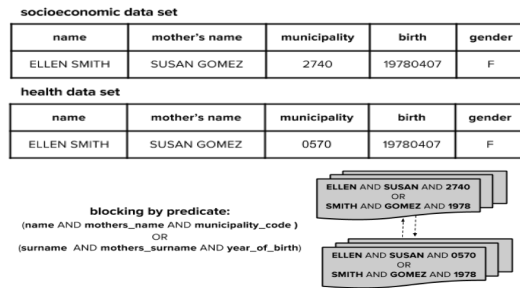 socioeconomic data set
name mother's name municipality birth gender
ELLEN SMITH SUSAN GOMEZ 2740 19780407 F
health data set
name mother's name municipality birth gender
ELLEN SMITH SUSAN GOMEZ 0570 19780407 F
blocking by predicate:
(name AND mothers_name AND municipality_code )
OR
(surname AND mothers_surname AND year_of_birth)
ELLEN AND SUSAN AND 2740
OR
SMITH AND GOMEZ AND 1978
ELLEN AND SUSAN AND 0570
OR
SMITH AND GOMEZ AND 1978